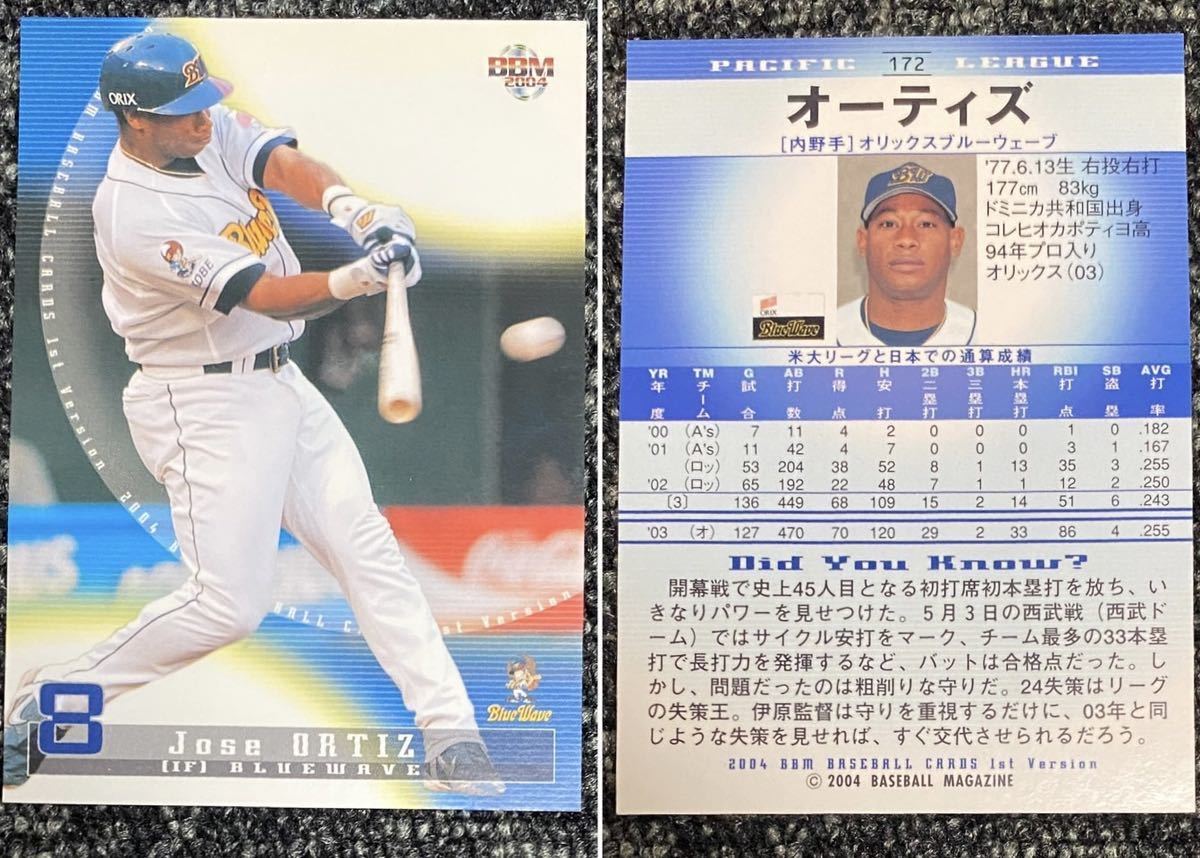 BBM
2004
ORIX
BW
BASEBALL CARDS 1st Version
2004 B
BALL CARDS 1st Version
Blue
KOBE
BlueWave
8
Jose ORTIZ
(IF) BLUEWAVE
PACIFIC 172 LEAGUE
オーティズ
[内野手]オリックスブルーウェーブ
'77.6.13生 右投右打
177cm 83kg
ドミニカ共和国出身
コレヒオカポティヨ高
94年プロ入り
オリックス(03)
BW
ORIX
BlueWave
米大リーグと日本での通算成績
YR TM G AB R H 2B 3B HR RBI SB AVG
年度 チーム 試合 打数 得点 安打 二塁打 三塁打 本塁打 打点 盗塁 打率
'00 (A's) 7 11 4 2 0 0 0 1 0 .182
'01 (A's) 11 42 4 7 0 0 0 3 1 .167
(ロッ) 53 204 38 52 8 1 13 35 3 .255
'02 (ロッ) 65 192 22 48 7 1 1 12 2 .250
[3] 136 449 68 109 15 2 14 51 6 .243
'03 (オ) 127 470 70 120 29 2 33 86 4 .255
Did You Know?
開幕戦で史上45人目となる初打席初本塁打を放ち、い
きなりパワーを見せつけた。5月3日の西武戦(西武ド
ーム)ではサイクル安打をマーク、チーム最多の33本塁
打で長打力を発揮するなど、バットは合格点だった。し
かし、問題だったのは粗削りな守りだ。24失策はリーグ
の失策王。伊原監督は守りを重視するだけに、03年と同
じような失策を見せれば、すぐ交代させられるだろう。
2004 BBM BASEBALL CARDS 1st Version
© 2004 BASEBALL MAGAZINE